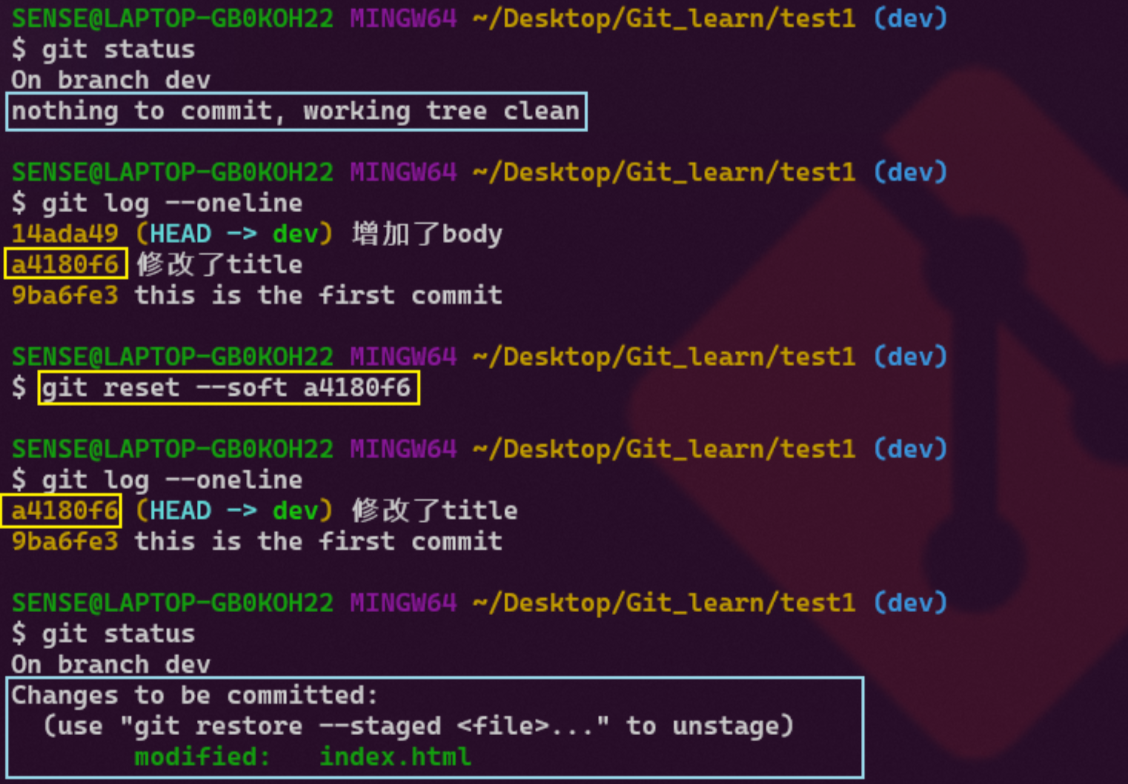 SENSE@LAPTOP-GB0KOH22 MINGW64 ~/Desktop/Git_learn/test1 (dev)
$ git status
On branch dev
nothing to commit, working tree clean
SENSE@LAPTOP-GB0KOH22 MINGW64 ~/Desktop/Git_learn/test1 (dev)
$ git log --oneline
14ada49 (HEAD -> dev) 增加了body
a4180f6 修改了title
9ba6fe3 this is the first commit
SENSE@LAPTOP-GB0KOH22 MINGW64 ~/Desktop/Git_learn/test1 (dev)
$ git reset --soft a4180f6
SENSE@LAPTOP-GB0KOH22 MINGW64 ~/Desktop/Git_learn/test1 (dev)
$ git log --oneline
a4180f6 (HEAD -> dev) 修改了title
9ba6fe3 this is the first commit
SENSE@LAPTOP-GB0KOH22 MINGW64 ~/Desktop/Git_learn/test1 (dev)
$ git status
On branch dev
Changes to be committed:
  (use "git restore --staged <file>..." to unstage)
        modified:   index.html